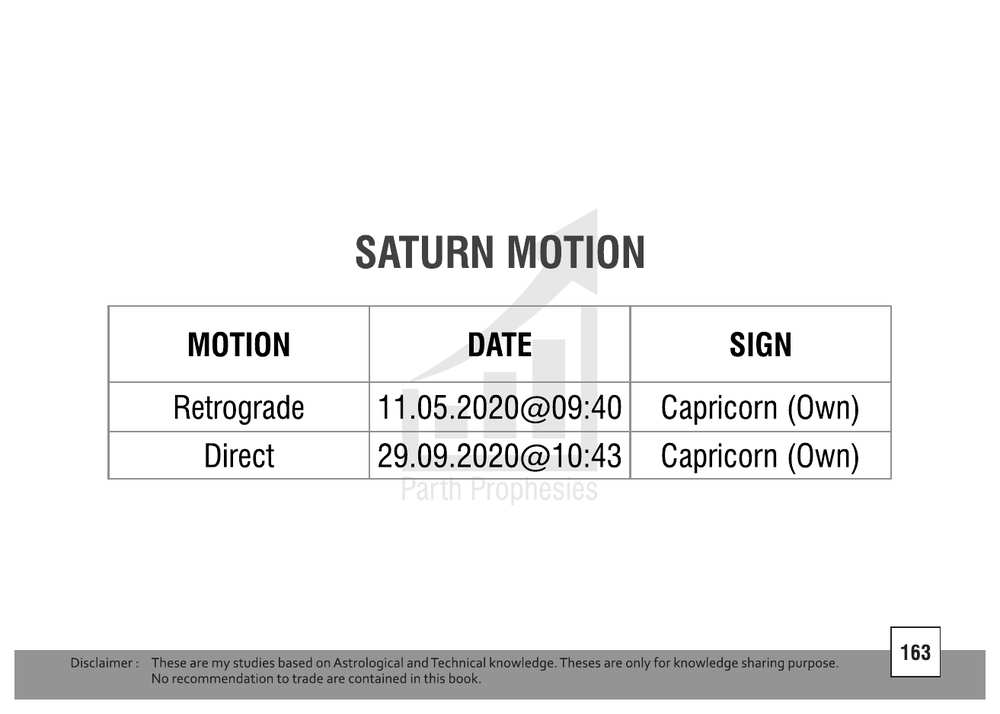 SATURN MOTION
MOTION DATE SIGN
Retrograde 11.05.2020@09:40 Capricorn (Own)
Direct 29.09.2020@10:43 Capricorn (Own)
Parth Prophesies
163
Disclaimer : These are my studies based on Astrological and Technical knowledge. Theses are only for knowledge sharing purpose.
No recommendation to trade are contained in this book.